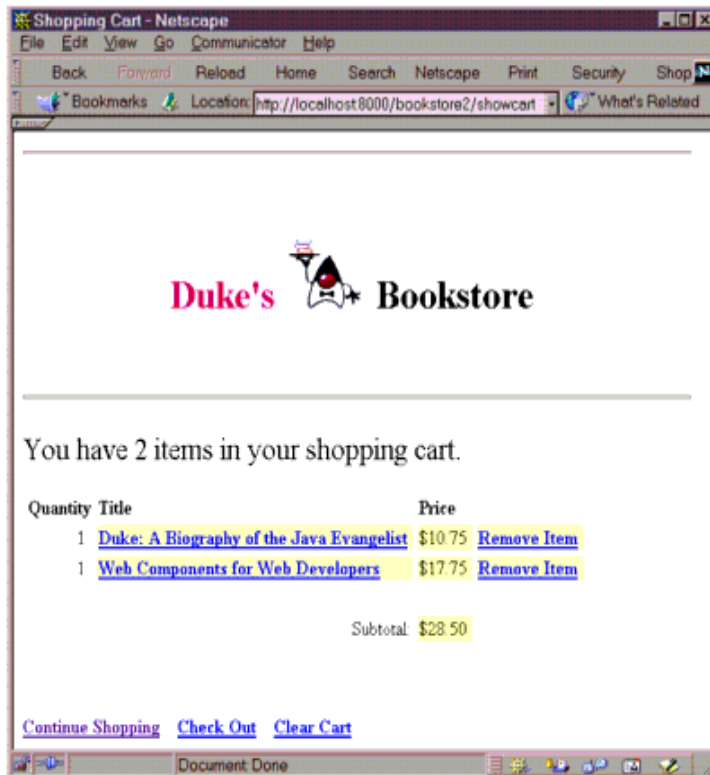 Shopping Cart - Netscape
File Edit View Go Communicator Help
Back Forward Reload Home Search Netscape Print Security Shop N
Bookmarks Location: http://localhost:8000/bookstore2/showcart What's Related
Duke's Bookstore
You have 2 items in your shopping cart.
Quantity Title Price
1 Duke: A Biography of the Java Evangelist $10.75 Remove Item
1 Web Components for Web Developers $17.75 Remove Item
Subtotal: $28.50
Continue Shopping Check Out Clear Cart
Document: Done